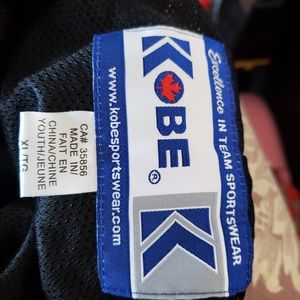 Excellence IN TEAM SPORTSWEAR
KOBE®
K
www.kobesportswear.com
CA# 35956
MADE IN
CHINA/CHINE
FAIT EN
YOUTH/JEUNE
XL/TG